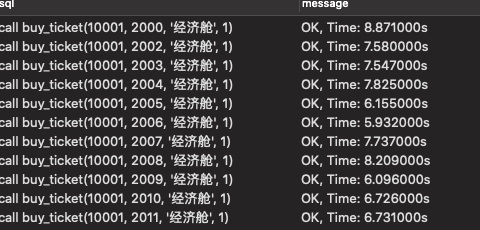 sql message
call buy_ticket(10001, 2000, '经济舱', 1) OK, Time: 8.871000s
call buy_ticket(10001, 2002, '经济舱', 1) OK, Time: 7.580000s
call buy_ticket(10001, 2003, '经济舱', 1) OK, Time: 7.547000s
call buy_ticket(10001, 2004, '经济舱', 1) OK, Time: 7.825000s
call buy_ticket(10001, 2005, '经济舱', 1) OK, Time: 6.155000s
call buy_ticket(10001, 2006, '经济舱', 1) OK, Time: 5.932000s
call buy_ticket(10001, 2007, '经济舱', 1) OK, Time: 7.737000s
call buy_ticket(10001, 2008, '经济舱', 1) OK, Time: 8.209000s
call buy_ticket(10001, 2009, '经济舱', 1) OK, Time: 6.096000s
call buy_ticket(10001, 2010, '经济舱', 1) OK, Time: 6.726000s
call buy_ticket(10001, 2011, '经济舱', 1) OK, Time: 6.731000s